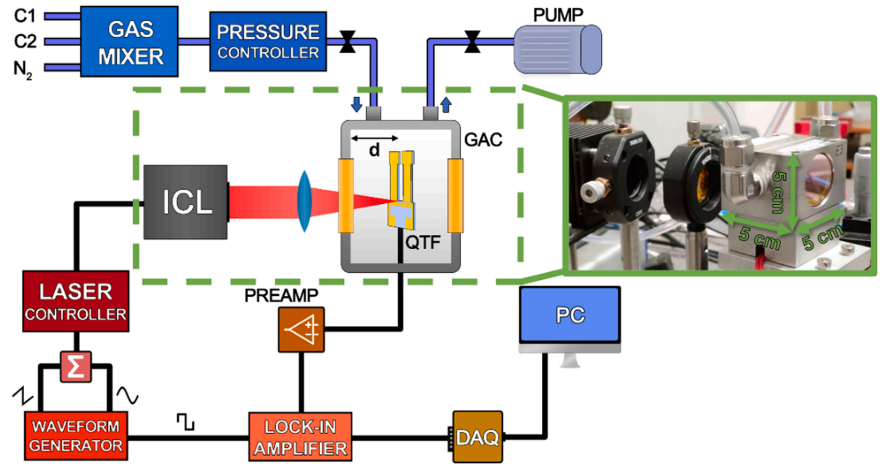 C1
C2
N₂
GAS
MIXER
PRESSURE
CONTROLLER
PUMP
GAC
d
ICL
QTF
5 cm
5 cm
5 cm
LASER
CONTROLLER
PREAMP
PC
Σ
WAVEFORM
GENERATOR
LOCK-IN
AMPLIFIER
DAQ